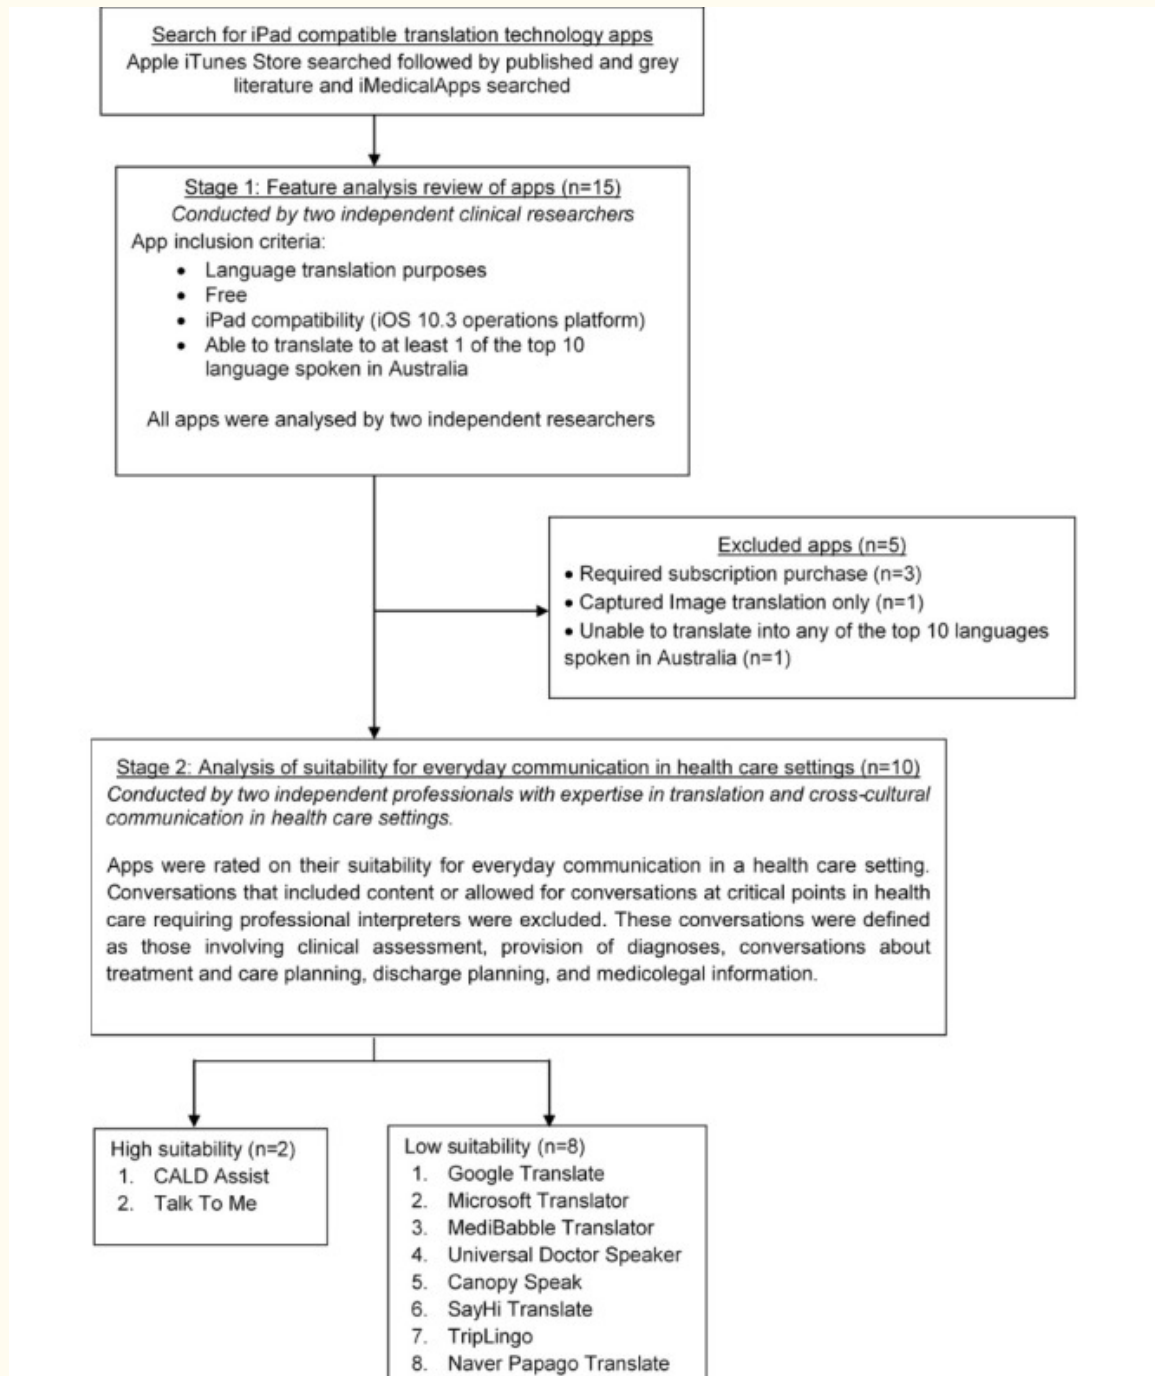 Search for iPad compatible translation technology apps
Apple iTunes Store searched followed by published and grey
literature and iMedicalApps searched
Stage 1: Feature analysis review of apps (n=15)
Conducted by two independent clinical researchers
App inclusion criteria:
• Language translation purposes
• Free
• iPad compatibility (iOS 10.3 operations platform)
• Able to translate to at least 1 of the top 10
language spoken in Australia
All apps were analysed by two independent researchers
Excluded apps (n=5)
• Required subscription purchase (n=3)
• Captured Image translation only (n=1)
• Unable to translate into any of the top 10 languages
spoken in Australia (n=1)
Stage 2: Analysis of suitability for everyday communication in health care settings (n=10)
Conducted by two independent professionals with expertise in translation and cross-cultural
communication in health care settings.
Apps were rated on their suitability for everyday communication in a health care setting.
Conversations that included content or allowed for conversations at critical points in health
care requiring professional interpreters were excluded. These conversations were defined
as those involving clinical assessment, provision of diagnoses, conversations about
treatment and care planning, discharge planning, and medicolegal information.
High suitability (n=2)
1. CALD Assist
2. Talk To Me
Low suitability (n=8)
1. Google Translate
2. Microsoft Translator
3. MediBabble Translator
4. Universal Doctor Speaker
5. Canopy Speak
6. SayHi Translate
7. TripLingo
8. Naver Papago Translate